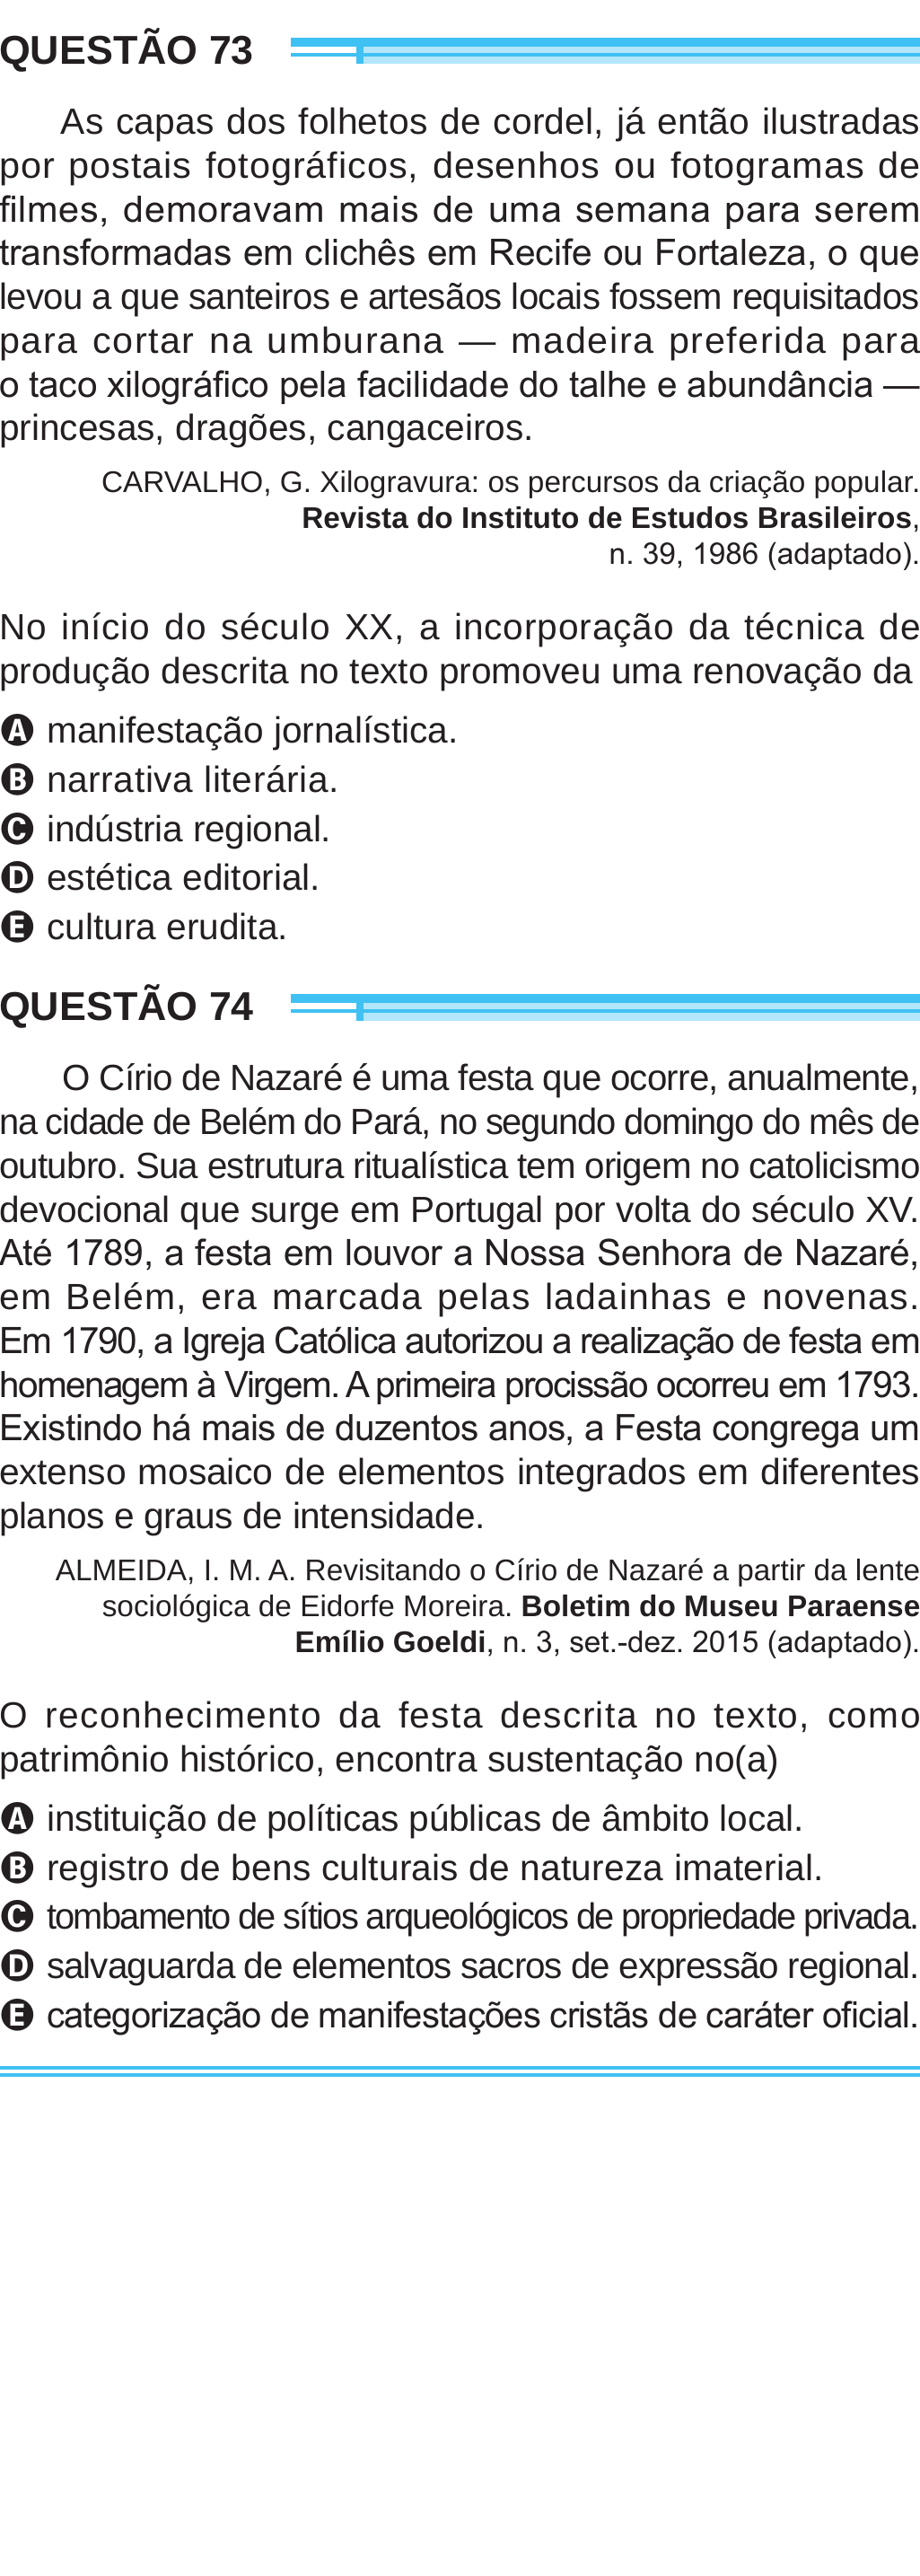 QUESTÃO 73
As capas dos folhetos de cordel, já então ilustradas
por postais fotográficos, desenhos ou fotogramas de
filmes, demoravam mais de uma semana para serem
transformadas em clichês em Recife ou Fortaleza, o que
levou a que santeiros e artesãos locais fossem requisitados
para cortar na umburana — madeira preferida para
o taco xilográfico pela facilidade do talhe e abundância —
princesas, dragões, cangaceiros.
CARVALHO, G. Xilogravura: os percursos da criação popular.
Revista do Instituto de Estudos Brasileiros,
n. 39, 1986 (adaptado).
No início do século XX, a incorporação da técnica de
produção descrita no texto promoveu uma renovação da
A manifestação jornalística.
B narrativa literária.
C indústria regional.
D estética editorial.
E cultura erudita.
QUESTÃO 74
O Círio de Nazaré é uma festa que ocorre, anualmente,
na cidade de Belém do Pará, no segundo domingo do mês de
outubro. Sua estrutura ritualística tem origem no catolicismo
devocional que surge em Portugal por volta do século XV.
Até 1789, a festa em louvor a Nossa Senhora de Nazaré,
em Belém, era marcada pelas ladainhas e novenas.
Em 1790, a Igreja Católica autorizou a realização de festa em
homenagem à Virgem. A primeira procissão ocorreu em 1793.
Existindo há mais de duzentos anos, a Festa congrega um
extenso mosaico de elementos integrados em diferentes
planos e graus de intensidade.
ALMEIDA, I. M. A. Revisitando o Círio de Nazaré a partir da lente
sociológica de Eidorfe Moreira. Boletim do Museu Paraense
Emílio Goeldi, n. 3, set.-dez. 2015 (adaptado).
O reconhecimento da festa descrita no texto, como
patrimônio histórico, encontra sustentação no(a)
A instituição de políticas públicas de âmbito local.
B registro de bens culturais de natureza imaterial.
C tombamento de sítios arqueológicos de propriedade privada.
D salvaguarda de elementos sacros de expressão regional.
E categorização de manifestações cristãs de caráter oficial.